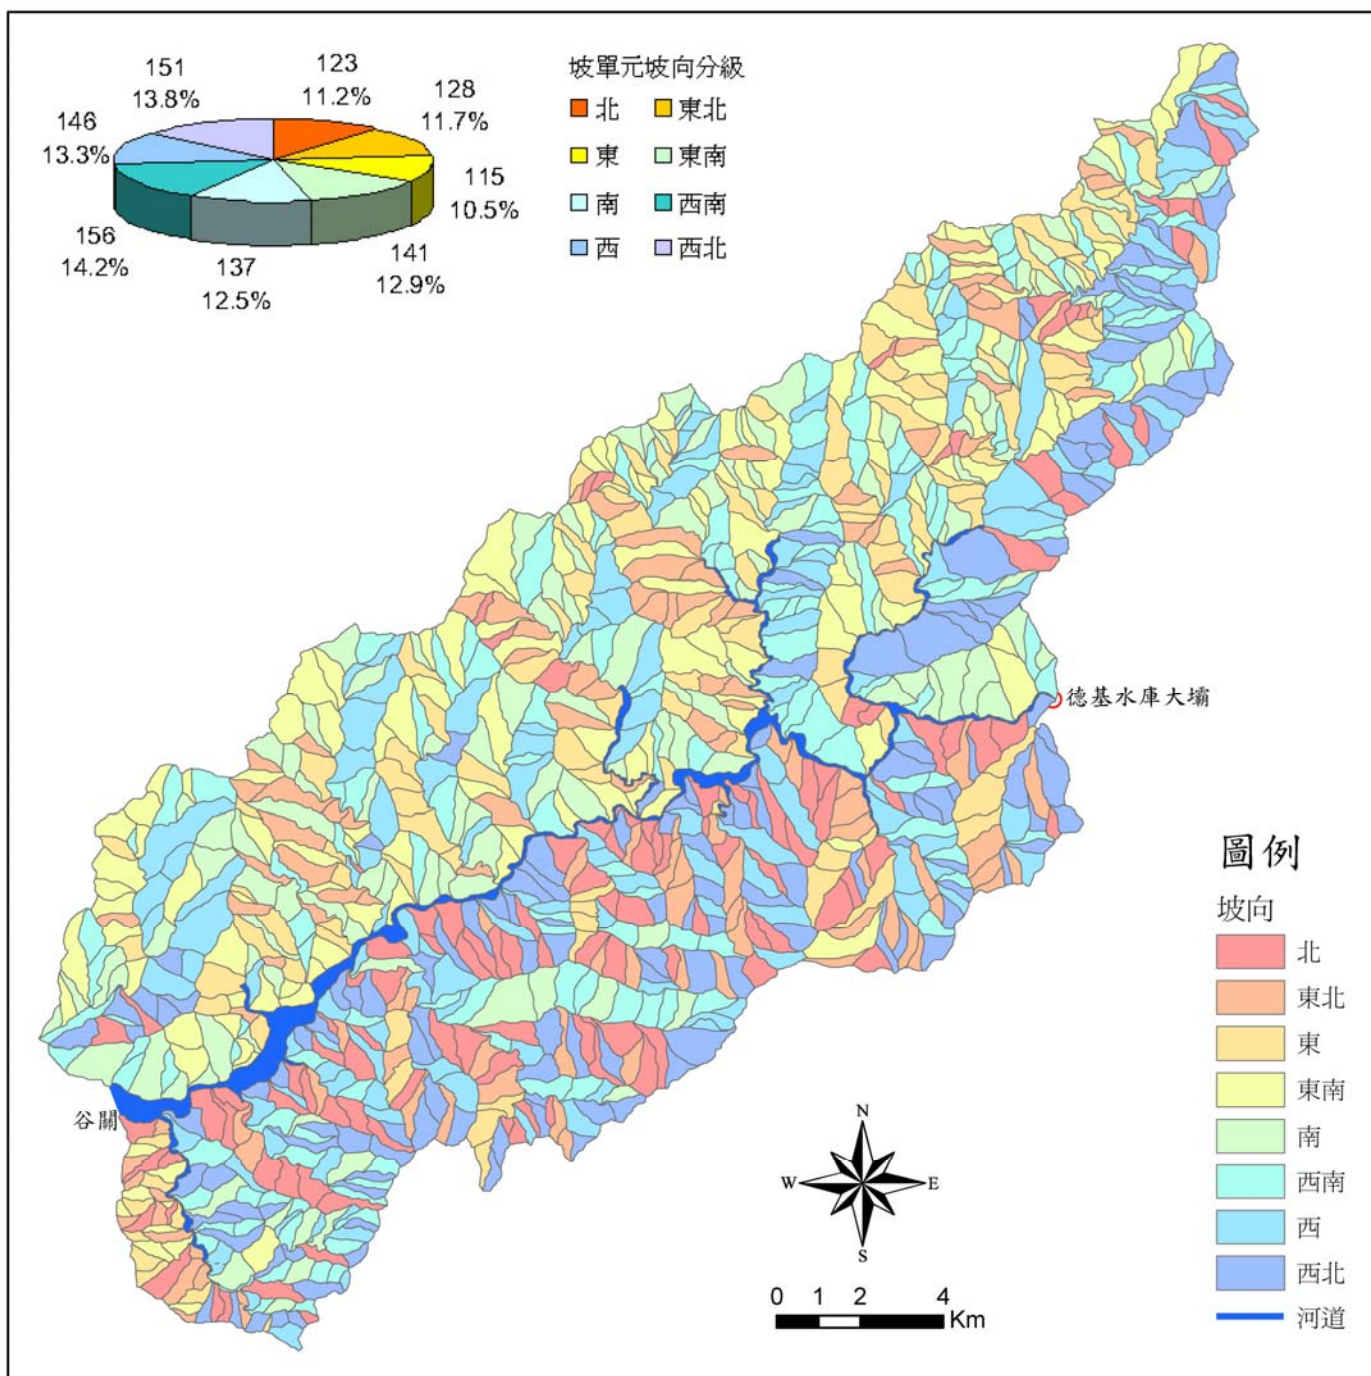 151
13.8%
123
11.2%
128
11.7%
146
13.3%
115
10.5%
156
14.2%
137
12.5%
141
12.9%
坡單元坡向分級
北 東北
東 東南
南 西南
西 西北
德基水庫大壩
谷關
N
W E
S
0 1 2 4
Km
圖例
坡向
北
東北
東
東南
南
西南
西
西北
河道